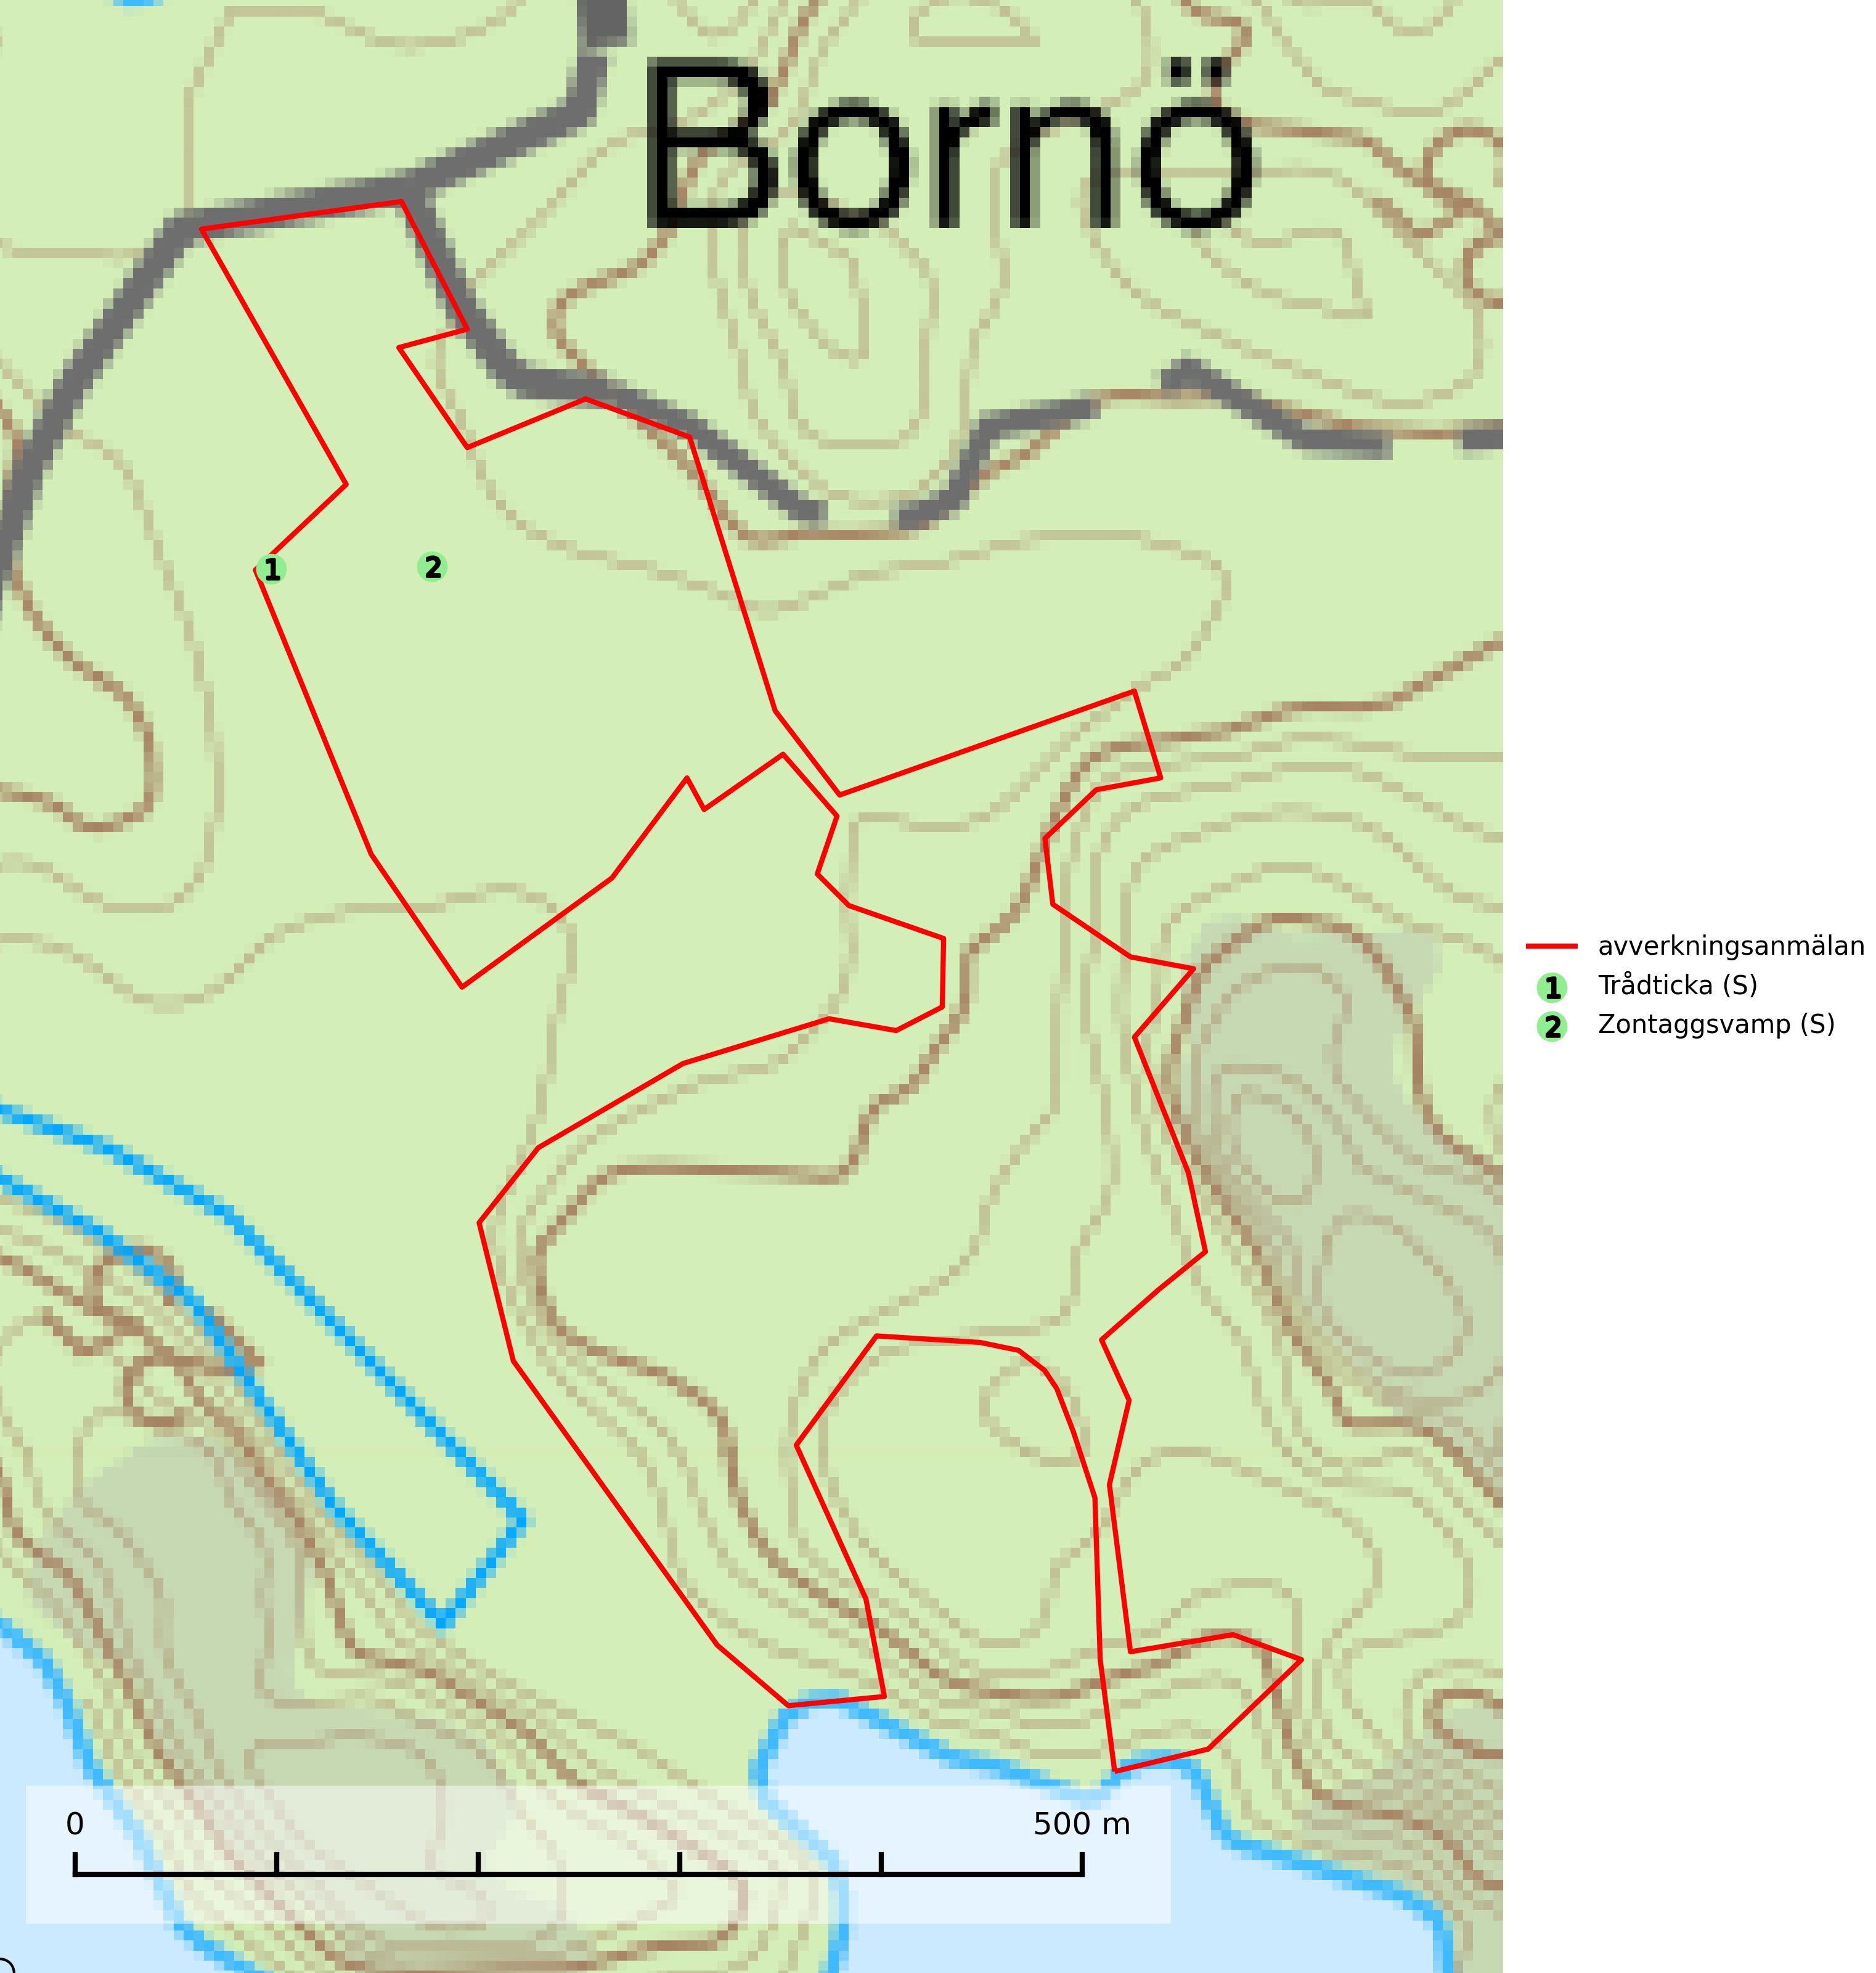 Bornö
1
2
avverkningsanmälan
1 Trådticka (S)
2 Zontaggsvamp (S)
0 500 m